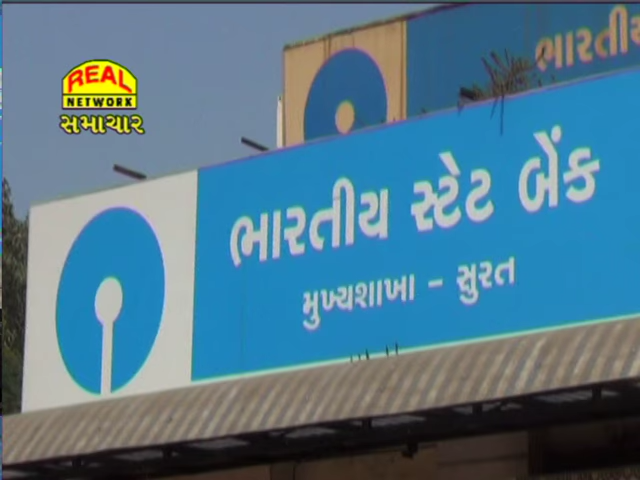 REAL
NETWORK
સમાચાર
ભારતીય
ભારતીય સ્ટેટ બેંક
મુખ્યશાખા - સુરત